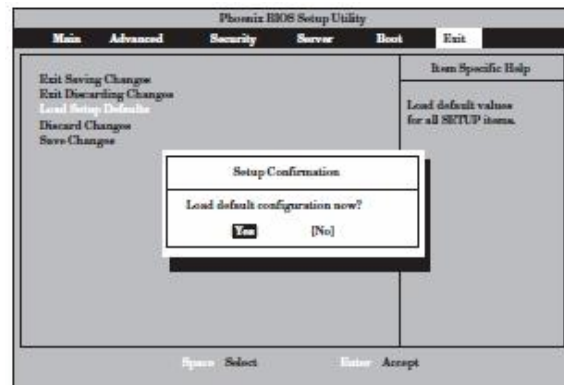 Phoenix BIOS Setup Utility
Main Advanced Security Server Boot Exit
Item Specific Help
Exit Saving Changes
Exit Discarding Changes
Load Setup Defaults
Discard Changes
Save Changes
Load default values
for all SETUP items.
Setup Confirmation
Load default configuration now?
Yes [No]
Space Select Enter Accept